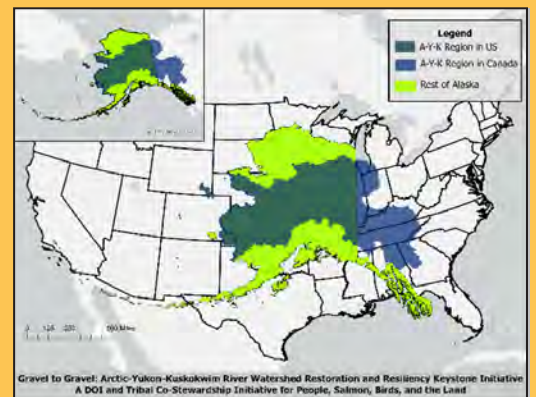 Legend
A-Y-K Region in US
A-Y-K Region in Canada
Rest of Alaska
Gravel to Gravel: Arctic-Yukon-Kuskokwim River Watershed Restoration and Resiliency Keystone Initiative
A DOI and Tribal Co-Stewardship Initiative for People, Salmon, Birds, and the Land